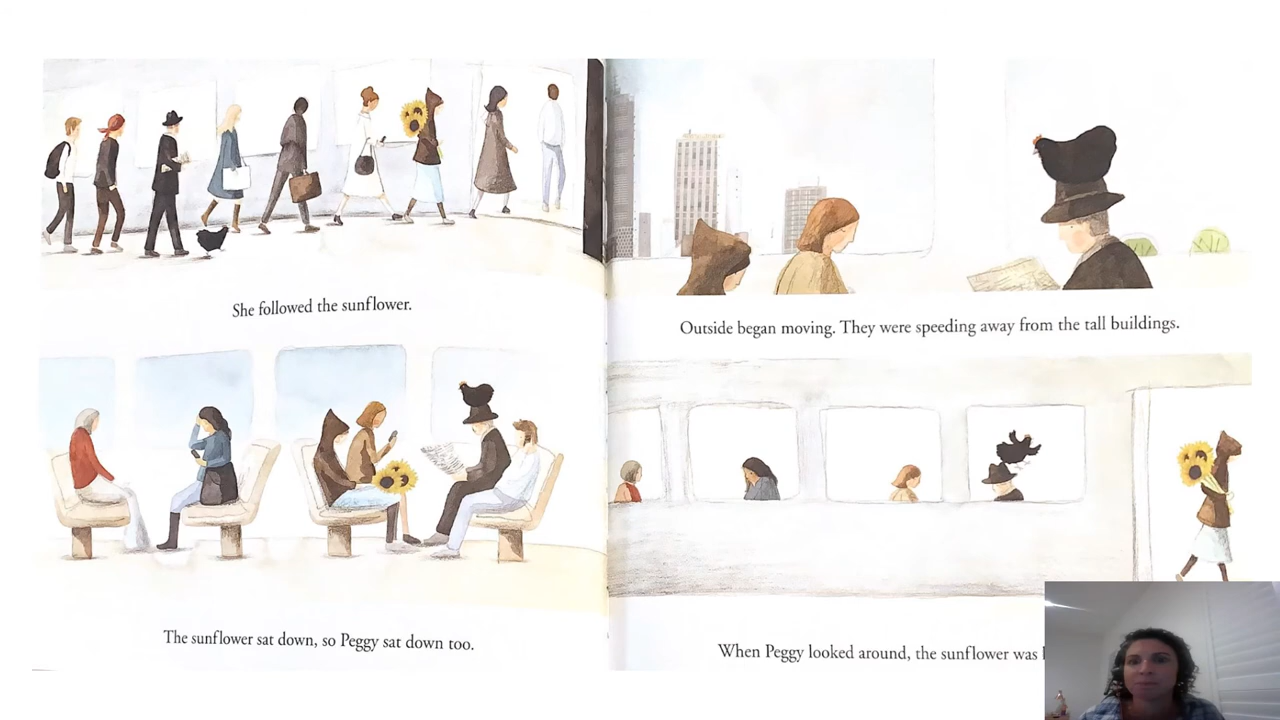 She followed the sunflower.
The sunflower sat down, so Peggy sat down too.
Outside began moving. They were speeding away from the tall buildings.
When Peggy looked around, the sunflower was